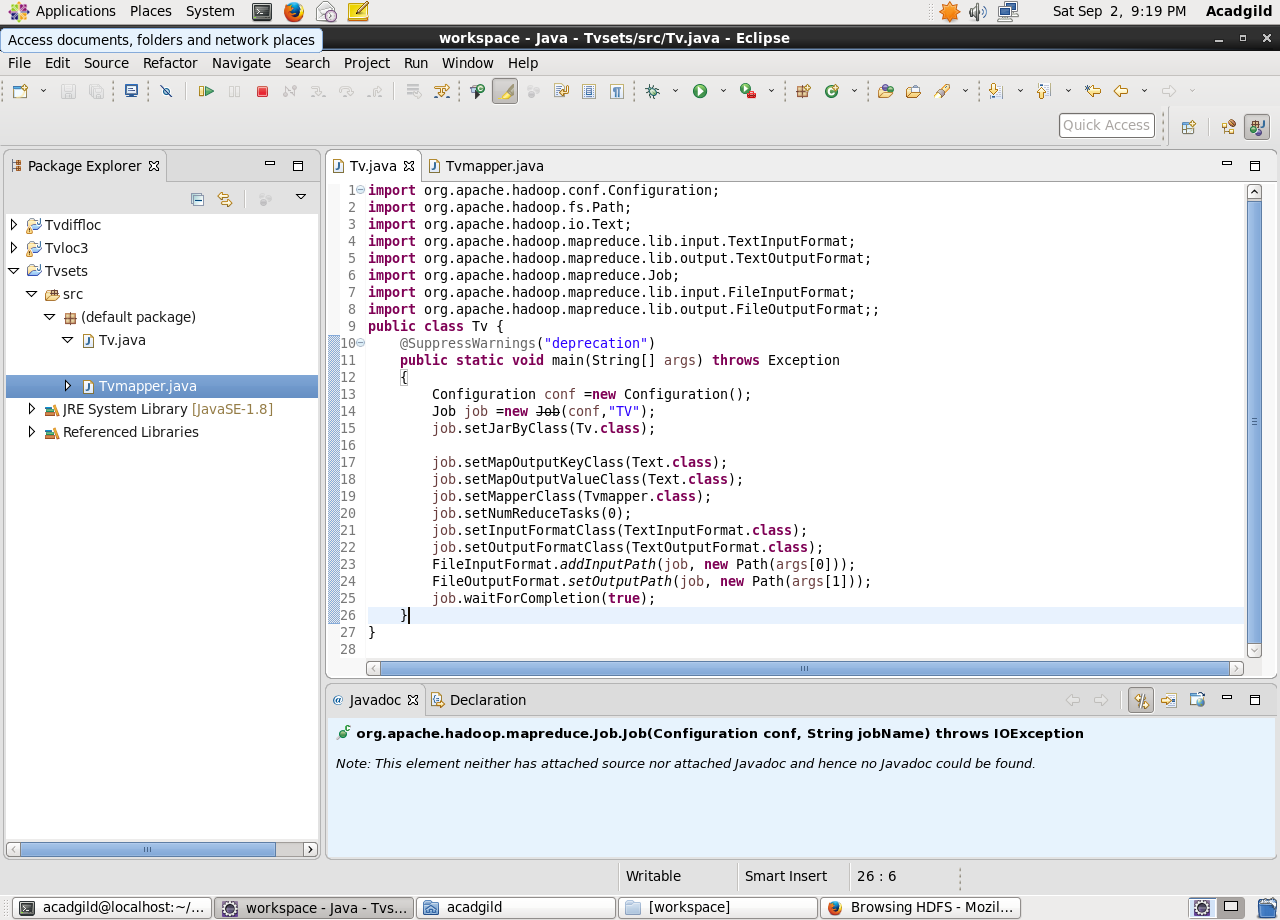 Applications Places System Sat Sep 2, 9:19 PM Acadgild
Access documents, folders and network places
workspace - Java - Tvsets/src/Tv.java - Eclipse
File Edit Source Refactor Navigate Search Project Run Window Help
Quick Access
Package Explorer
Tvdiffloc
Tvloc3
Tvsets
src
(default package)
Tv.java
Tvmapper.java
JRE System Library [JavaSE-1.8]
Referenced Libraries
Tv.java Tvmapper.java
1 import org.apache.hadoop.conf.Configuration;
2 import org.apache.hadoop.fs.Path;
3 import org.apache.hadoop.io.Text;
4 import org.apache.hadoop.mapreduce.lib.input.TextInputFormat;
5 import org.apache.hadoop.mapreduce.lib.output.TextOutputFormat;
6 import org.apache.hadoop.mapreduce.Job;
7 import org.apache.hadoop.mapreduce.lib.input.FileInputFormat;
8 import org.apache.hadoop.mapreduce.lib.output.FileOutputFormat;;
9 public class Tv {
10 @SuppressWarnings("deprecation")
11 public static void main(String[] args) throws Exception
12 {
13 Configuration conf =new Configuration();
14 Job job =new Job(conf,"TV");
15 job.setJarByClass(Tv.class);
16
17 job.setMapOutputKeyClass(Text.class);
18 job.setMapOutputValueClass(Text.class);
19 job.setMapperClass(Tvmapper.class);
20 job.setNumReduceTasks(0);
21 job.setInputFormatClass(TextInputFormat.class);
22 job.setOutputFormatClass(TextOutputFormat.class);
23 FileInputFormat.addInputPath(job, new Path(args[0]));
24 FileOutputFormat.setOutputPath(job, new Path(args[1]));
25 job.waitForCompletion(true);
26 }
27 }
28
Javadoc Declaration
org.apache.hadoop.mapreduce.Job.Job(Configuration conf, String jobName) throws IOException
Note: This element neither has attached source nor attached Javadoc and hence no Javadoc could be found.
Writable Smart Insert 26 : 6
acadgild@localhost:~/... workspace - Java - Tvs... acadgild [workspace] Browsing HDFS - Mozil...